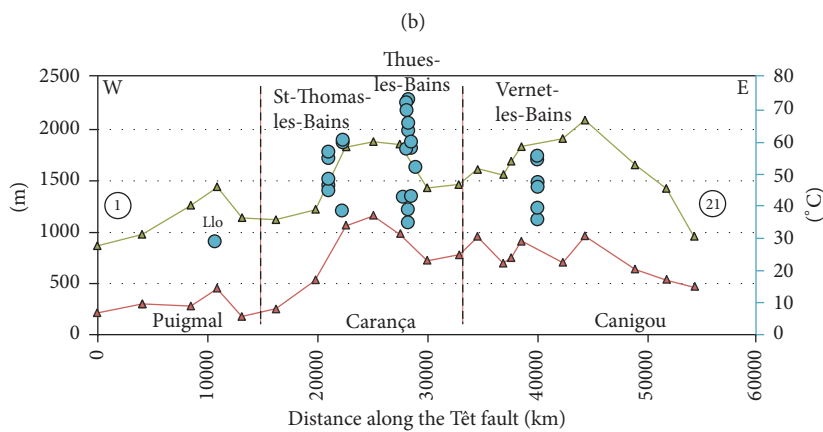 (b)
W
E
St-Thomas-
les-Bains
Thues-
les-Bains
Vernet-
les-Bains
1
21
Llo
Puigmal
Carança
Canigou
2500
2000
1500
1000
500
0
(m)
80
70
60
50
40
30
20
10
0
(°C)
0
10000
20000
30000
40000
50000
60000
Distance along the Têt fault (km)